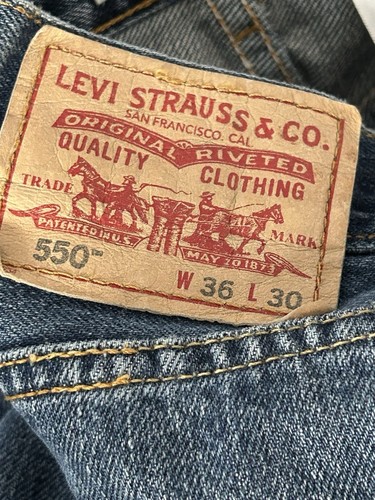 LEVI STRAUSS & CO.
SAN FRANCISCO, CAL
ORIGINAL RIVETED
QUALITY CLOTHING
TRADE MARK
PATENTED IN U.S. MAY 20 1873
550™
W 36 L 30